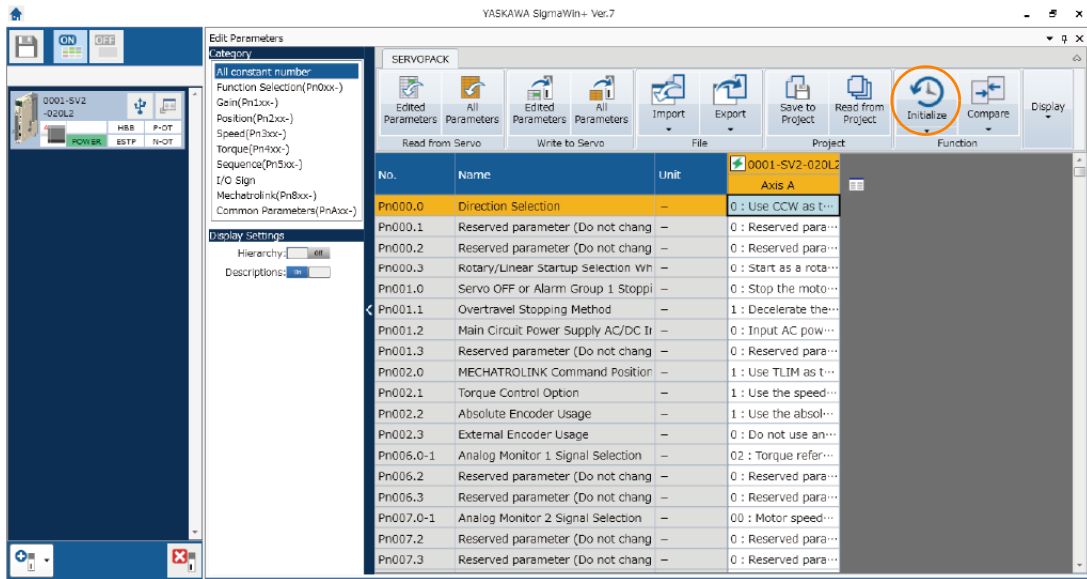 YASKAWA SigmaWin+ Ver.7
ON
OFF
Edit Parameters
Category
All constant number
Function Selection(Pn0xx-)
Gain(Pn1xx-)
Position(Pn2xx-)
Speed(Pn3xx-)
Torque(Pn4xx-)
Sequence(Pn5xx-)
I/O Sign
Mechatrolink(Pn8xx-)
Common Parameters(PnAxx-)
Display Settings
Hierarchy: Off
Descriptions: On
0001-SV2
-020L2
HBB P-OT
POWER ESTP N-OT
SERVOPACK
Edited Parameters
All Parameters
Read from Servo
Edited Parameters
All Parameters
Write to Servo
Import
Export
File
Save to Project
Read from Project
Project
Initialize
Compare
Function
Display
No. Name Unit 0001-SV2-020L2
Axis A
Pn000.0 Direction Selection – 0 : Use CCW as t···
Pn000.1 Reserved parameter (Do not chang – 0 : Reserved para···
Pn000.2 Reserved parameter (Do not chang – 0 : Reserved para···
Pn000.3 Rotary/Linear Startup Selection Wh – 0 : Start as a rota···
Pn001.0 Servo OFF or Alarm Group 1 Stoppi – 0 : Stop the moto···
Pn001.1 Overtravel Stopping Method – 1 : Decelerate the···
Pn001.2 Main Circuit Power Supply AC/DC Ir – 0 : Input AC pow···
Pn001.3 Reserved parameter (Do not chang – 0 : Reserved para···
Pn002.0 MECHATROLINK Command Position – 1 : Use TLIM as t···
Pn002.1 Torque Control Option – 1 : Use the speed···
Pn002.2 Absolute Encoder Usage – 1 : Use the absol···
Pn002.3 External Encoder Usage – 0 : Do not use an···
Pn006.0-1 Analog Monitor 1 Signal Selection – 02 : Torque refer···
Pn006.2 Reserved parameter (Do not chang – 0 : Reserved para···
Pn006.3 Reserved parameter (Do not chang – 0 : Reserved para···
Pn007.0-1 Analog Monitor 2 Signal Selection – 00 : Motor speed···
Pn007.2 Reserved parameter (Do not chang – 0 : Reserved para···
Pn007.3 Reserved parameter (Do not chang – 0 : Reserved para···